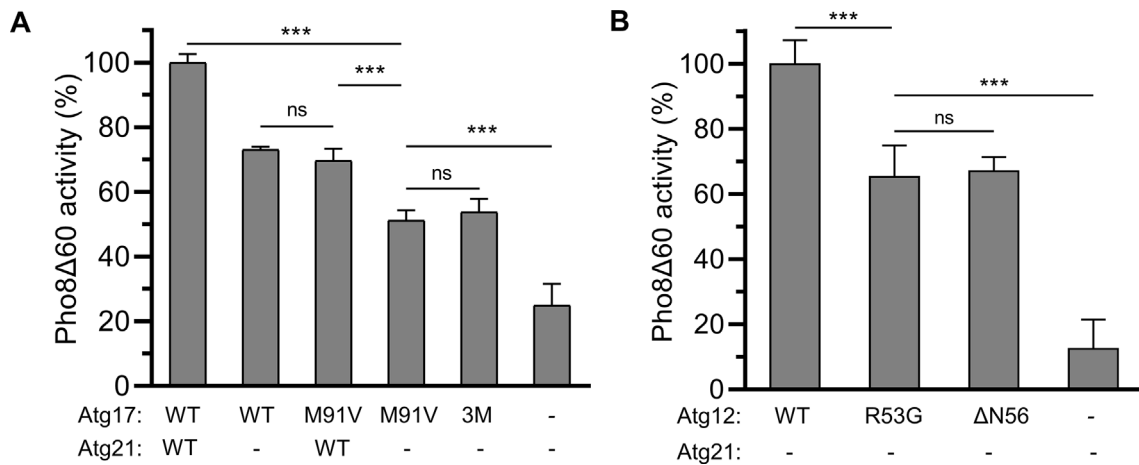 A
B
Pho8Δ60 activity (%)
100
80
60
40
20
0
***
***
ns
***
ns
Atg17: WT WT M91V M91V 3M -
Atg21: WT - WT - - -
Pho8Δ60 activity (%)
100
80
60
40
20
0
***
***
ns
Atg12: WT R53G ΔN56 -
Atg21: - - - -